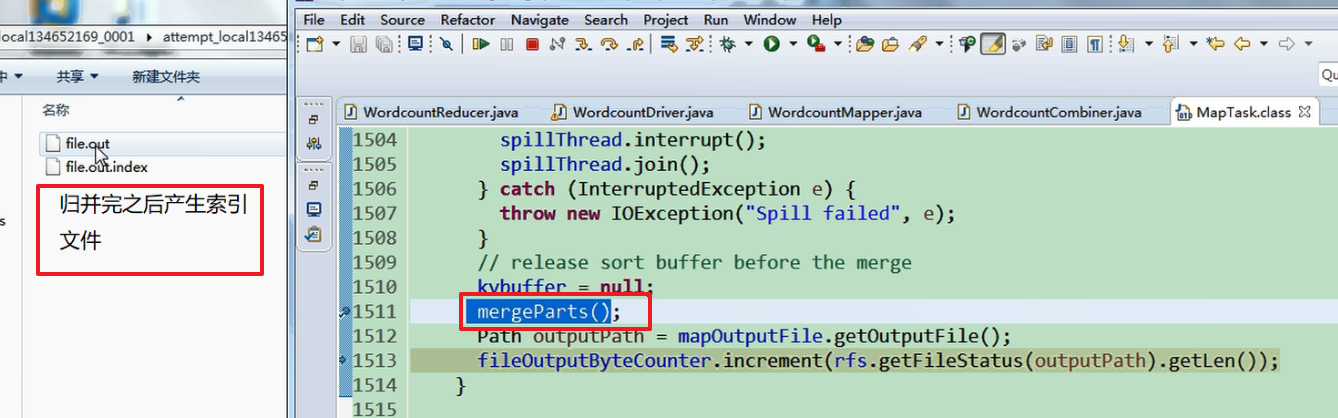 File Edit Source Refactor Navigate Search Project Run Window Help
local134652169_0001 attempt_local13465
共享 新建文件夹
Qu
名称
WordcountReducer.java WordcountDriver.java WordcountMapper.java WordcountCombiner.java MapTask.class
file.out
file.out.index
归并完之后产生索引
文件
s
1504 spillThread.interrupt();
1505 spillThread.join();
1506 } catch (InterruptedException e) {
1507 throw new IOException("Spill failed", e);
1508 }
1509 // release sort buffer before the merge
1510 kvbuffer = null;
1511 mergeParts();
1512 Path outputPath = mapOutputFile.getOutputFile();
1513 fileOutputByteCounter.increment(rfs.getFileStatus(outputPath).getLen());
1514 }
1515